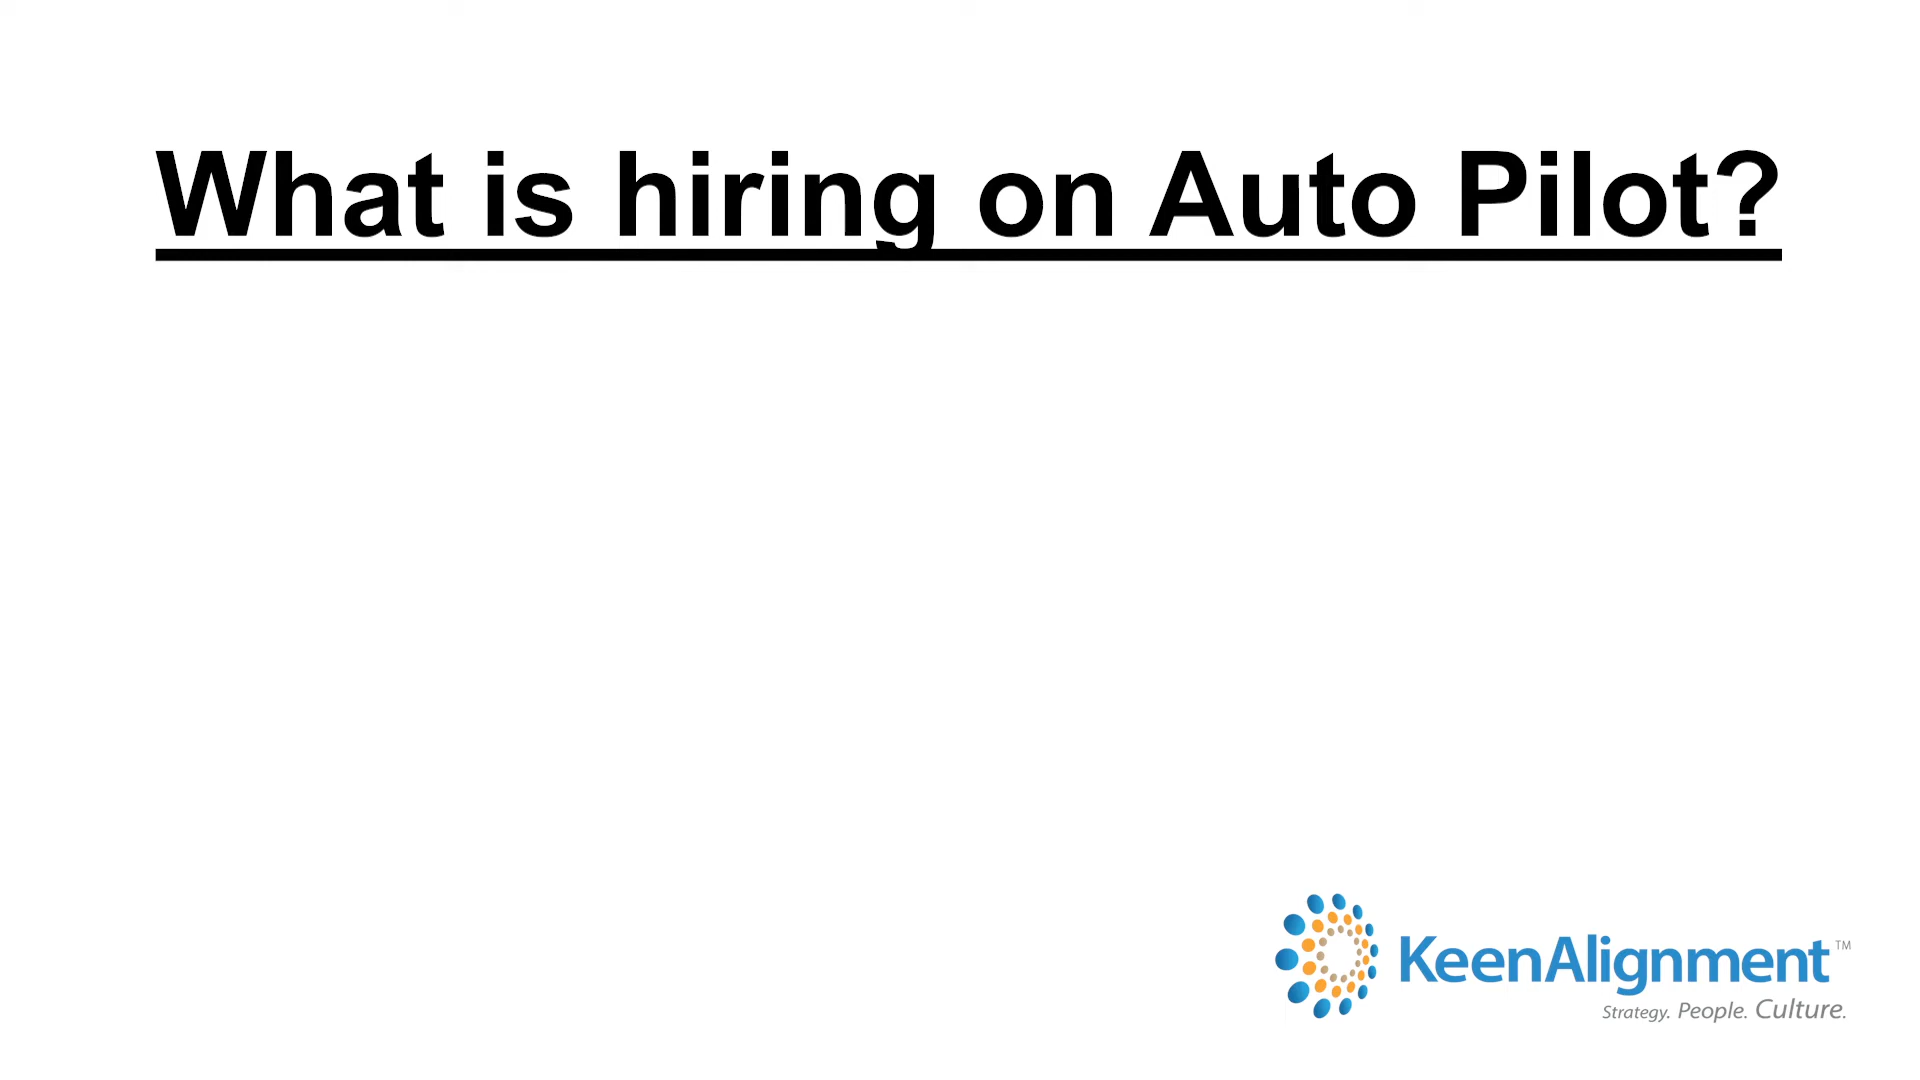 What is hiring on Auto Pilot?
KeenAlignment™
Strategy. People. Culture.